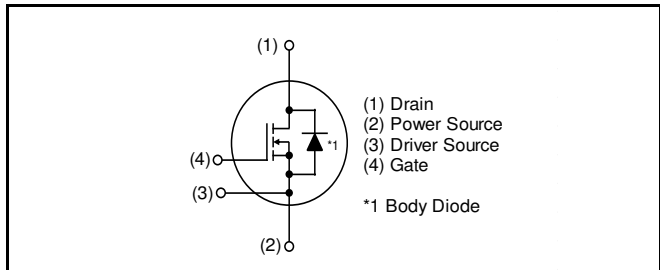 (1)
(1) Drain
(2) Power Source
(3) Driver Source
(4) Gate
*1
(4)
(3)
*1 Body Diode
(2)